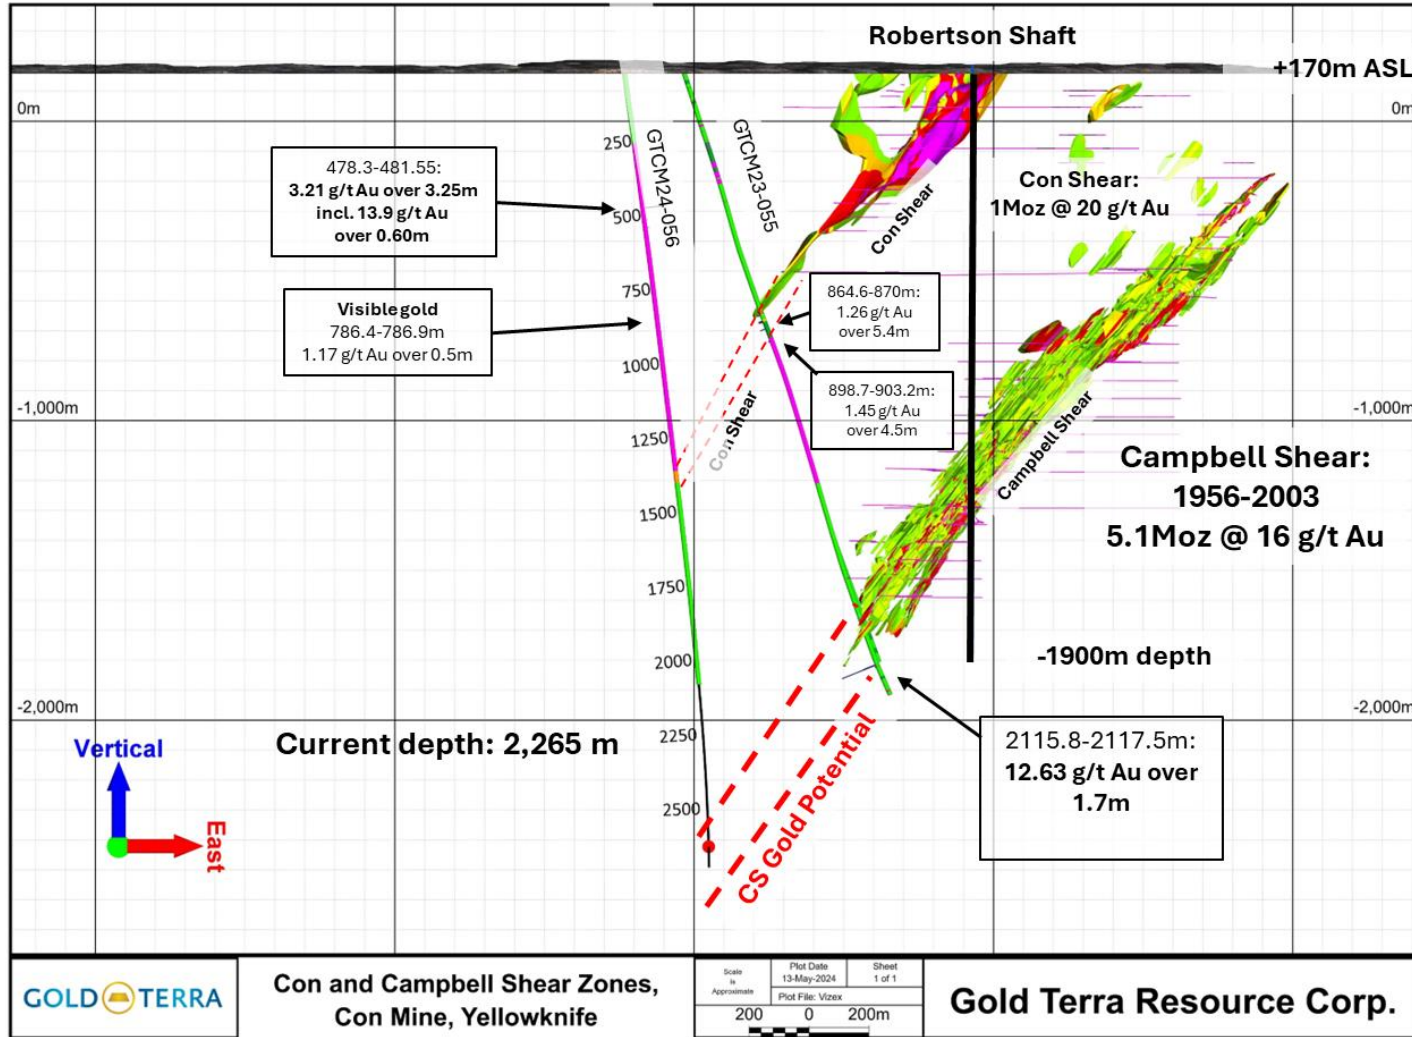 Robertson Shaft
+170m ASL
0m
0m
250
GTCM24-056
GTCM23-055
478.3-481.55:
3.21 g/t Au over 3.25m
incl. 13.9 g/t Au
over 0.60m
500
Con Shear
Con Shear:
1Moz @ 20 g/t Au
750
Visible gold
786.4-786.9m
1.17 g/t Au over 0.5m
864.6-870m:
1.26 g/t Au
over 5.4m
1000
898.7-903.2m:
1.45 g/t Au
over 4.5m
-1,000m
-1,000m
1250
Con Shear
Campbell Shear
Campbell Shear:
1956-2003
5.1Moz @ 16 g/t Au
1500
1750
2000
-1900m depth
-2,000m
-2,000m
2250
Current depth: 2,265 m
2115.8-2117.5m:
12.63 g/t Au over
1.7m
Vertical
East
2500
CS Gold Potential
GOLD TERRA
Con and Campbell Shear Zones,
Con Mine, Yellowknife
Scale
is
Approximate
Plot Date
13-May-2024
Sheet
1 of 1
Plot File: Vizex
200 0 200m
Gold Terra Resource Corp.